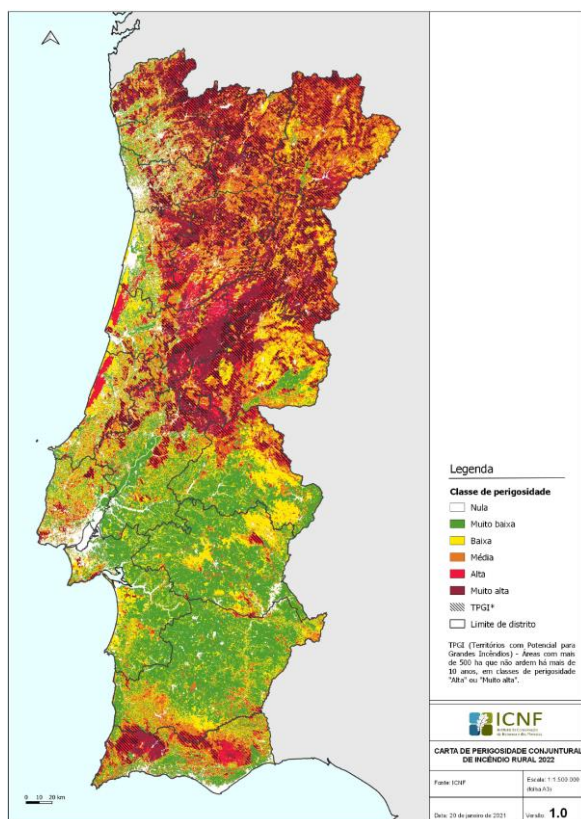 Legenda
Classe de perigosidade
Nula
Muito baixa
Baixa
Média
Alta
Muito alta
TPGI*
Limite de distrito
TPGI (Territórios com Potencial para
Grandes Incêndios) - Áreas com mais
de 500 ha que não ardem há mais de
10 anos, em classes de perigosidade
"Alta" ou "Muito alta".
ICNF
CARTA DE PERIGOSIDADE CONJUNTURAL
DE INCÊNDIO RURAL 2022
Fonte: ICNF
Escala: 1:1.500.000
Data: 20 de janeiro de 2021
Versão: 1.0
0 10 20 km